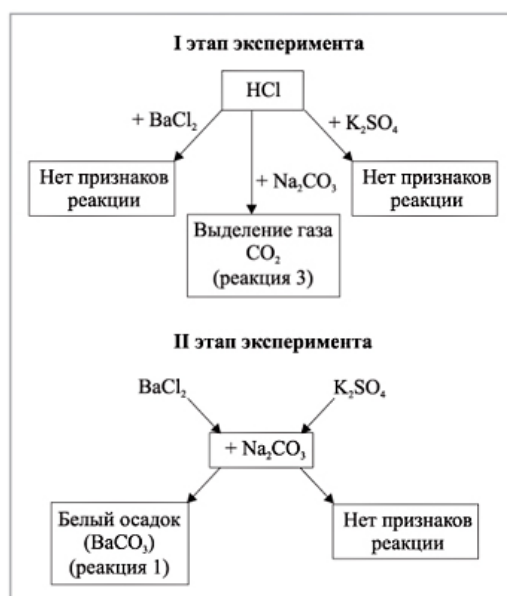 I этап эксперимента
HCl
+ BaCl₂
+ K₂SO₄
+ Na₂CO₃
Нет признаков
реакции
Выделение газа
CO₂
(реакция 3)
Нет признаков
реакции
II этап эксперимента
BaCl₂
K₂SO₄
+ Na₂CO₃
Белый осадок
(BaCO₃)
(реакция 1)
Нет признаков
реакции